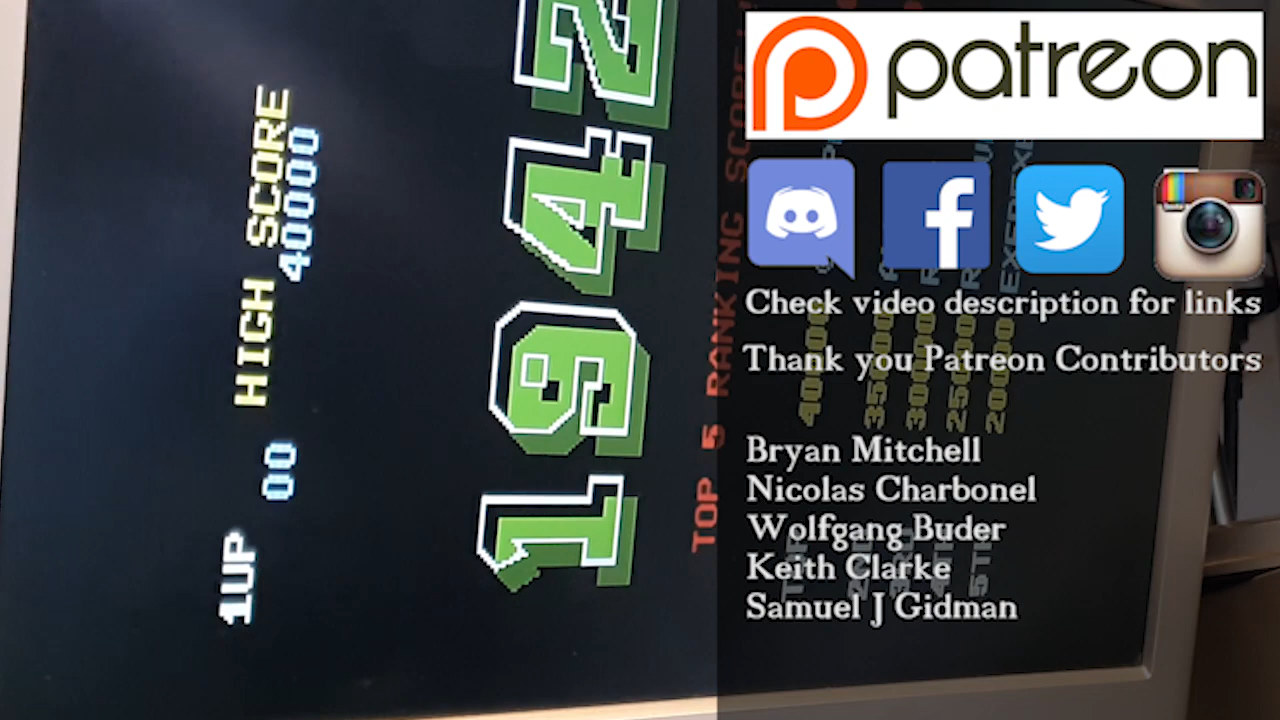 1UP HIGH SCORE
00 40000
1942
TOP 5 RANKING SCORE
40000
35000
30000
25000
20000
patreon
Check video description for links
Thank you Patreon Contributors
Bryan Mitchell
Nicolas Charbonel
Wolfgang Buder
Keith Clarke
Samuel J Gidman